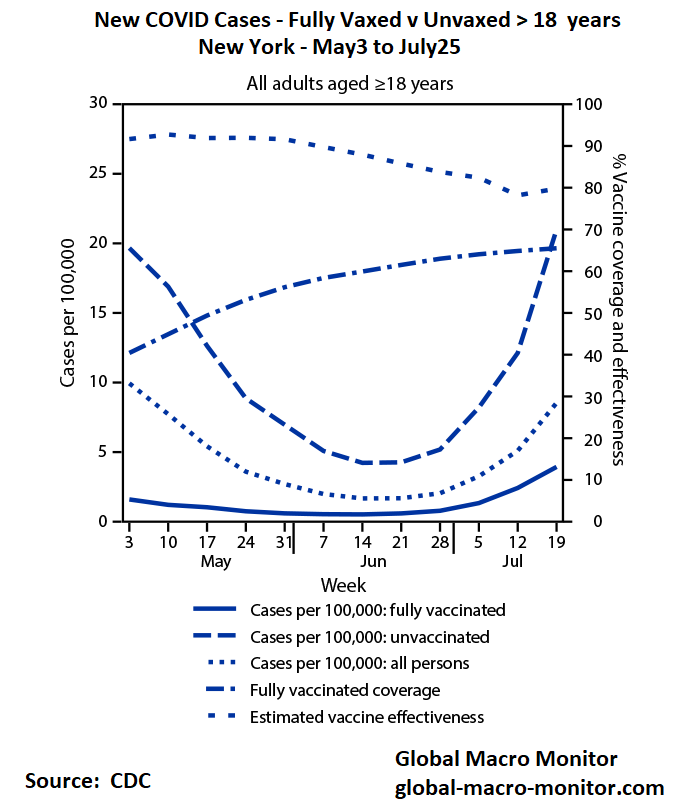 New COVID Cases - Fully Vaxed v Unvaxed > 18 years
New York - May3 to July25
All adults aged ≥18 years
30
25
20
15
10
5
0
Cases per 100,000
100
90
80
70
60
50
40
30
20
10
0
% Vaccine coverage and effectiveness
3 10 17 24 31 7 14 21 28 5 12 19
May Jun Jul
Week
Cases per 100,000: fully vaccinated
Cases per 100,000: unvaccinated
Cases per 100,000: all persons
Fully vaccinated coverage
Estimated vaccine effectiveness
Global Macro Monitor
Source: CDC
global-macro-monitor.com